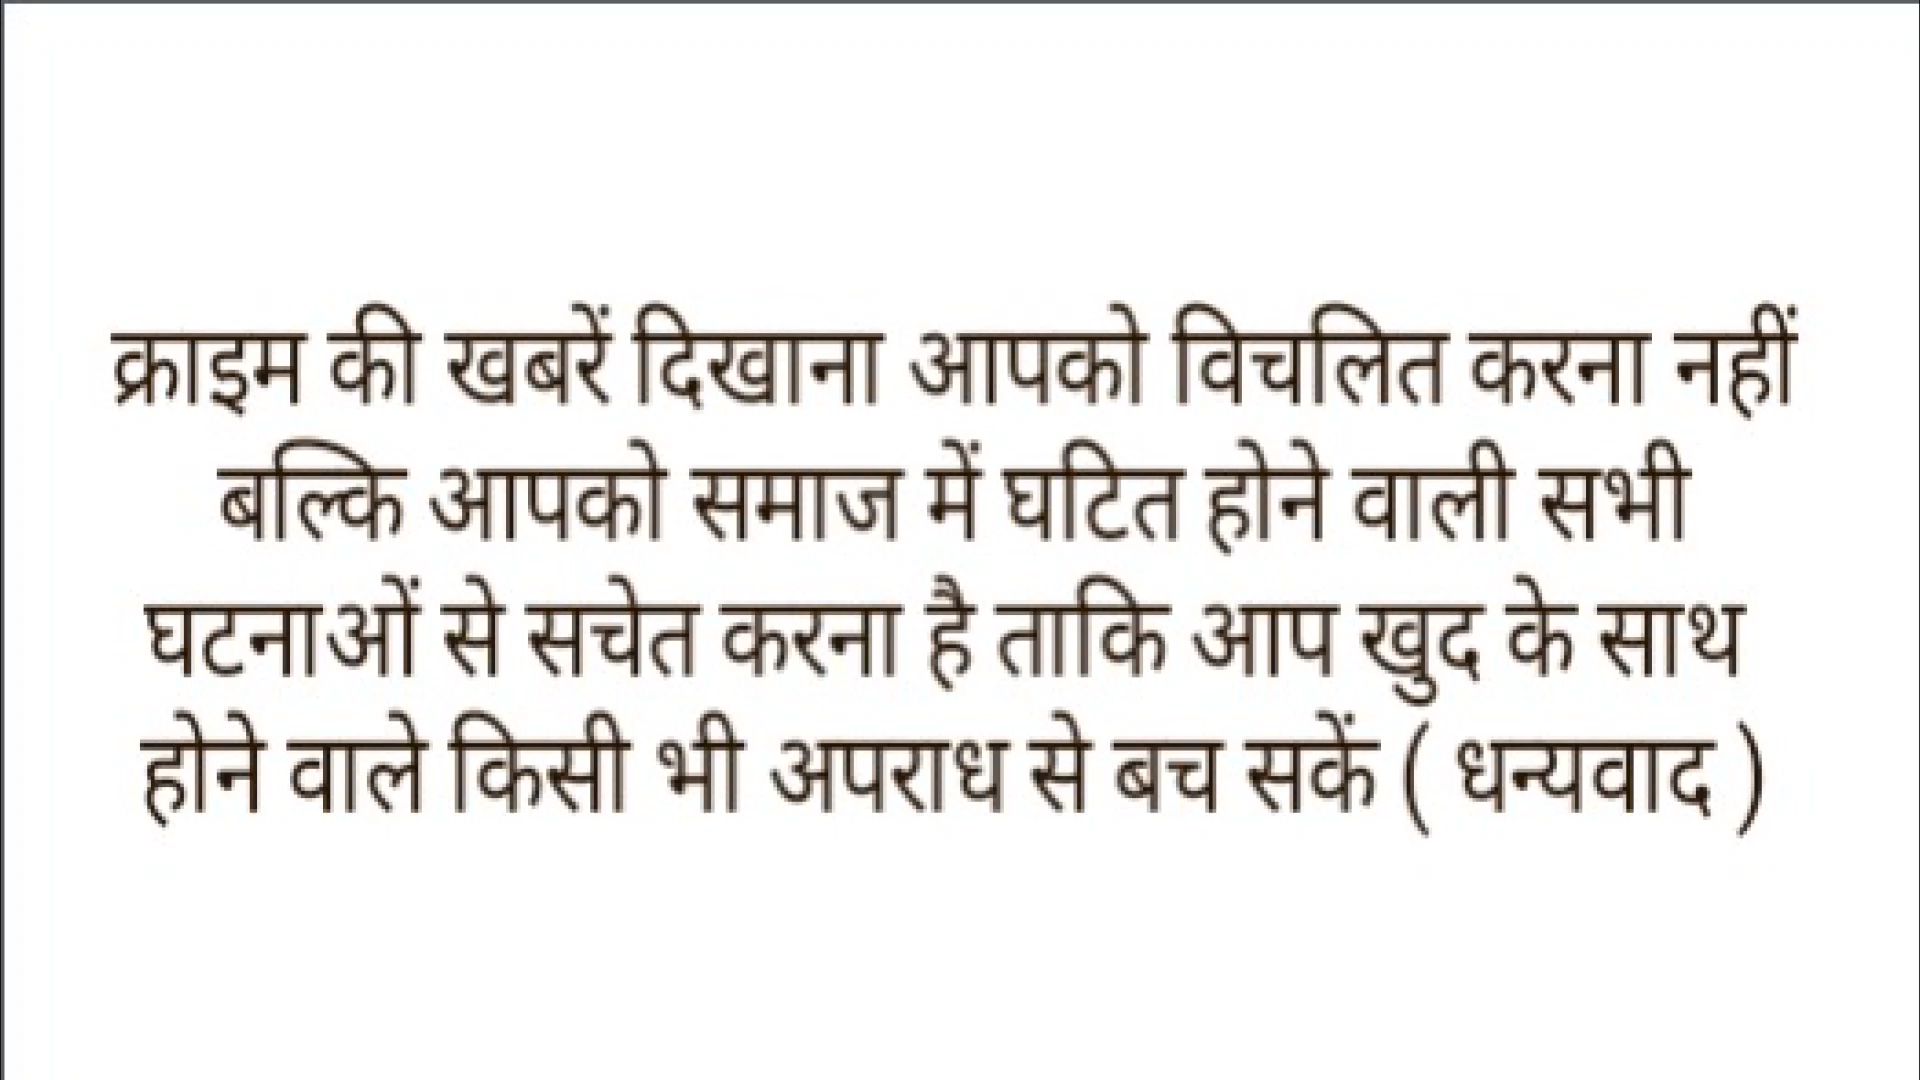 क्राइम की खबरें दिखाना आपको विचलित करना नहीं
बल्कि आपको समाज में घटित होने वाली सभी
घटनाओं से सचेत करना है ताकि आप खुद के साथ
होने वाले किसी भी अपराध से बच सकें ( धन्यवाद )